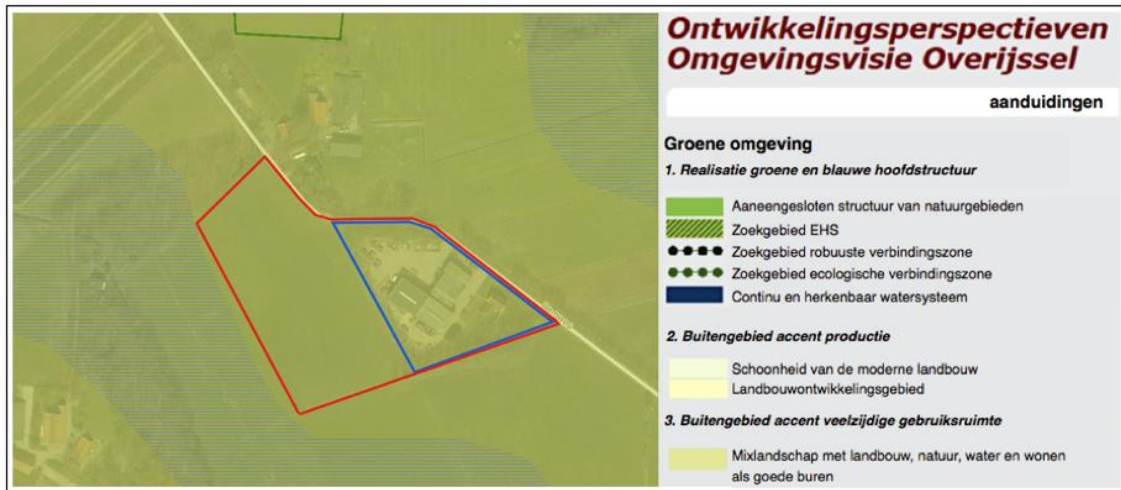 Ontwikkelingsperspectieven
Omgevingsvisie Overijssel
aanduidingen
Groene omgeving
1. Realisatie groene en blauwe hoofdstructuur
Aaneengesloten structuur van natuurgebieden
Zoekgebied EHS
Zoekgebied robuuste verbindingszone
Zoekgebied ecologische verbindingszone
Continu en herkenbaar watersysteem
2. Buitengebied accent productie
Schoonheid van de moderne landbouw
Landbouwontwikkelingsgebied
3. Buitengebied accent veelzijdige gebruiksruimte
Mixlandschap met landbouw, natuur, water en wonen
als goede buren